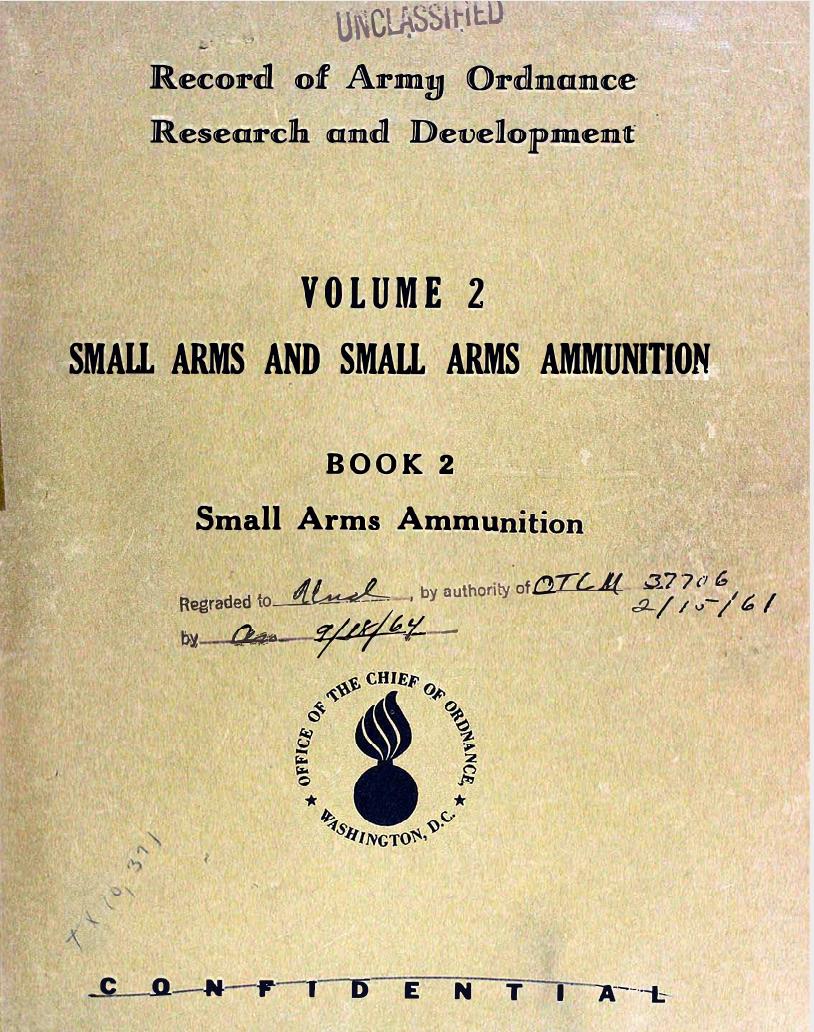 UNCLASSIFIED
Record of Army Ordnance
Research and Development
VOLUME 2
SMALL ARMS AND SMALL ARMS AMMUNITION
BOOK 2
Small Arms Ammunition
Regraded to Uncl, by authority of OTCM 37706
2/15/61
by 9/18/64
OFFICE OF THE CHIEF OF ORDNANCE,
★ WASHINGTON, D.C. ★
CONFIDENTIAL